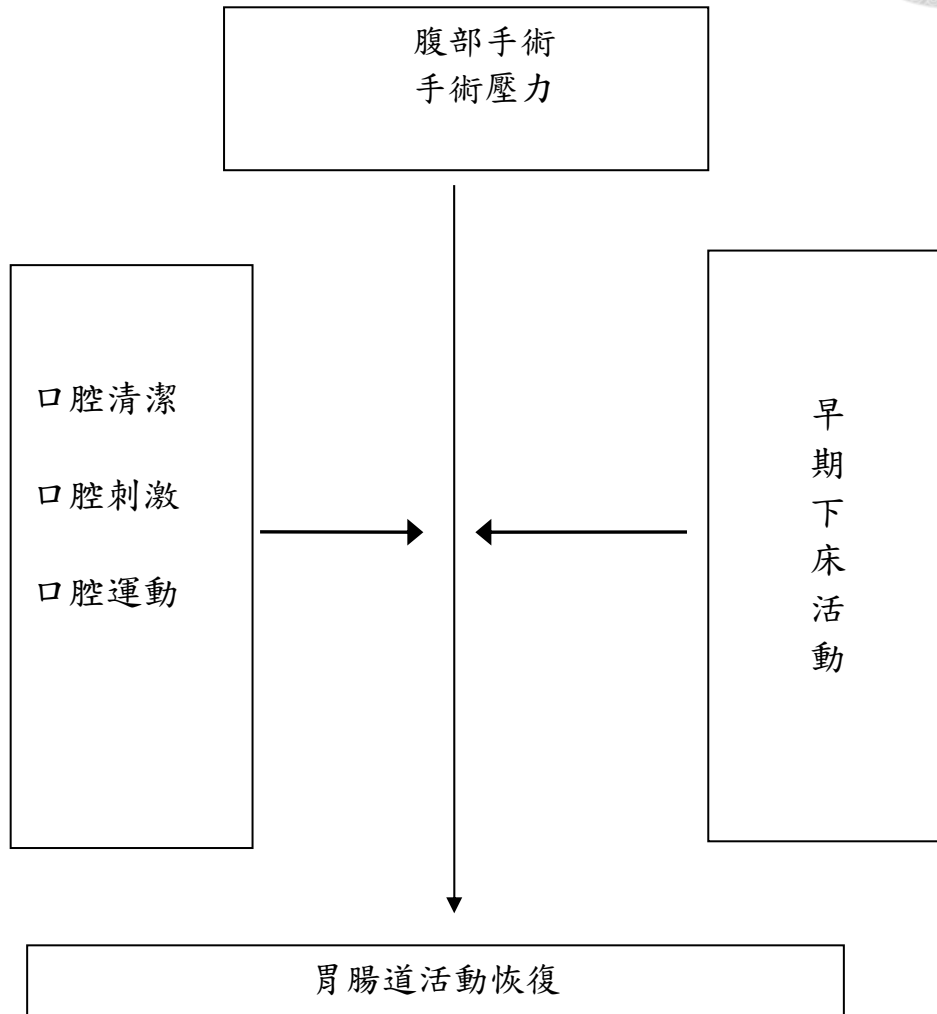 腹部手術
手術壓力
口腔清潔
口腔刺激
口腔運動
早期下床活動
胃腸道活動恢復